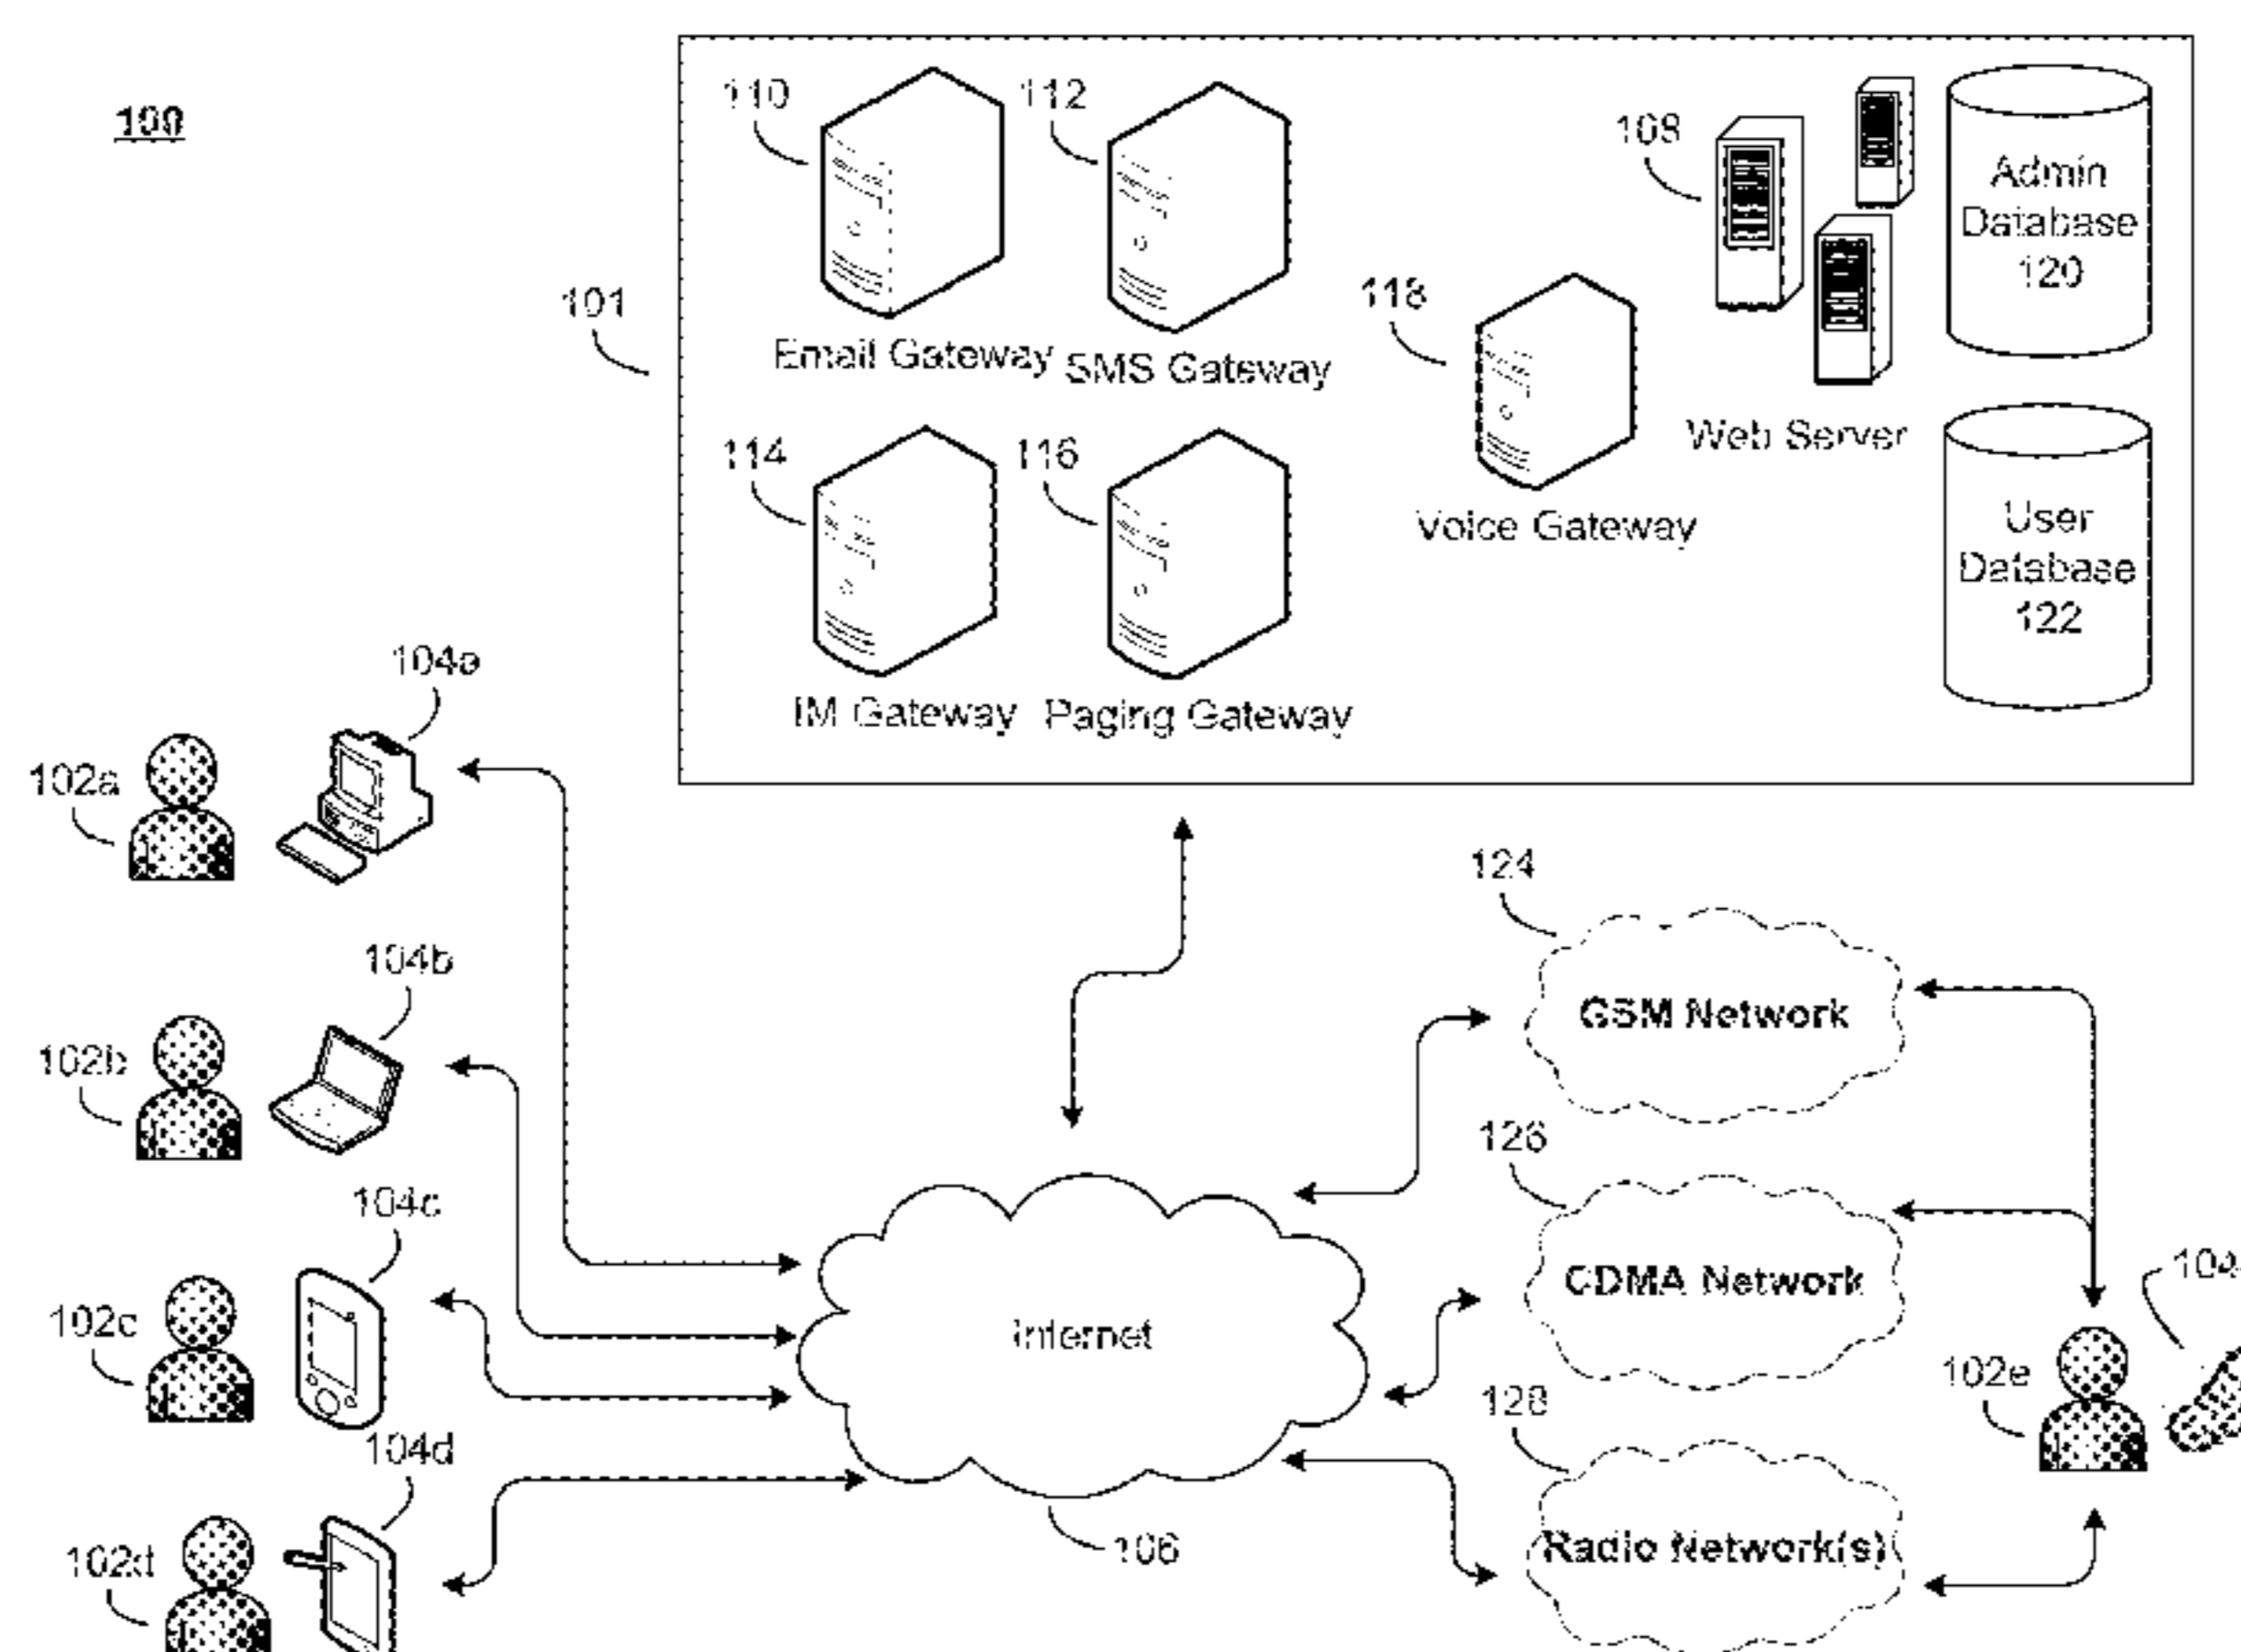 100
110
112
108
Admin
Database
120
101
118
Email Gateway
SMS Gateway
Web Server
114
116
Voice Gateway
User
Database
122
IM Gateway
Paging Gateway
104a
102a
124
GSM Network
104b
102b
126
CDMA Network
104c
102c
Internet
104
102e
128
Radio Network(s)
104d
102d
106